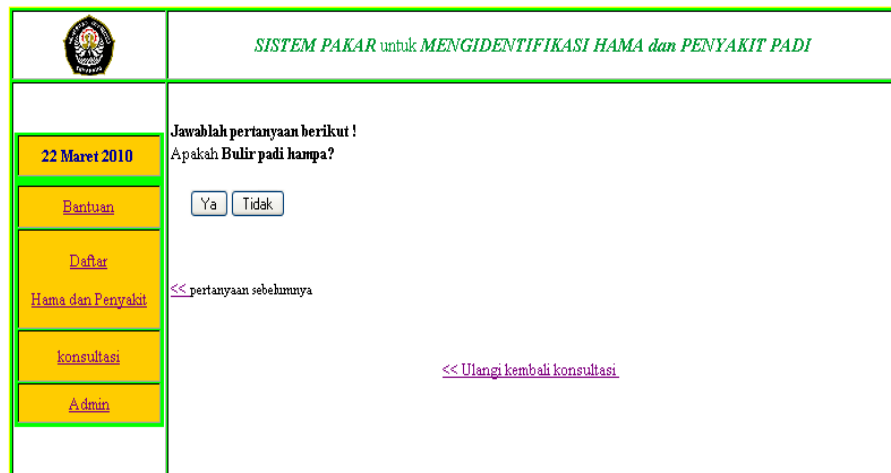 SISTEM PAKAR untuk MENGIDENTIFIKASI HAMA dan PENYAKIT PADI
22 Maret 2010
Bantuan
Daftar
Hama dan Penyakit
konsultasi
Admin
Jawablah pertanyaan berikut !
Apakah Bulir padi hampa?
Ya Tidak
<< pertanyaan sebelumnya
<< Ulangi kembali konsultasi